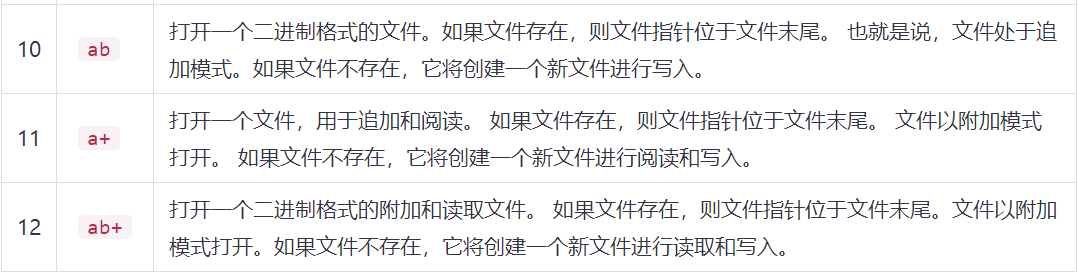 10 ab 打开一个二进制格式的文件。如果文件存在，则文件指针位于文件末尾。 也就是说，文件处于追
加模式。如果文件不存在，它将创建一个新文件进行写入。
11 a+ 打开一个文件，用于追加和阅读。 如果文件存在，则文件指针位于文件末尾。 文件以附加模式
打开。 如果文件不存在，它将创建一个新文件进行阅读和写入。
12 ab+ 打开一个二进制格式的附加和读取文件。 如果文件存在，则文件指针位于文件末尾。文件以附加
模式打开。如果文件不存在，它将创建一个新文件进行读取和写入。